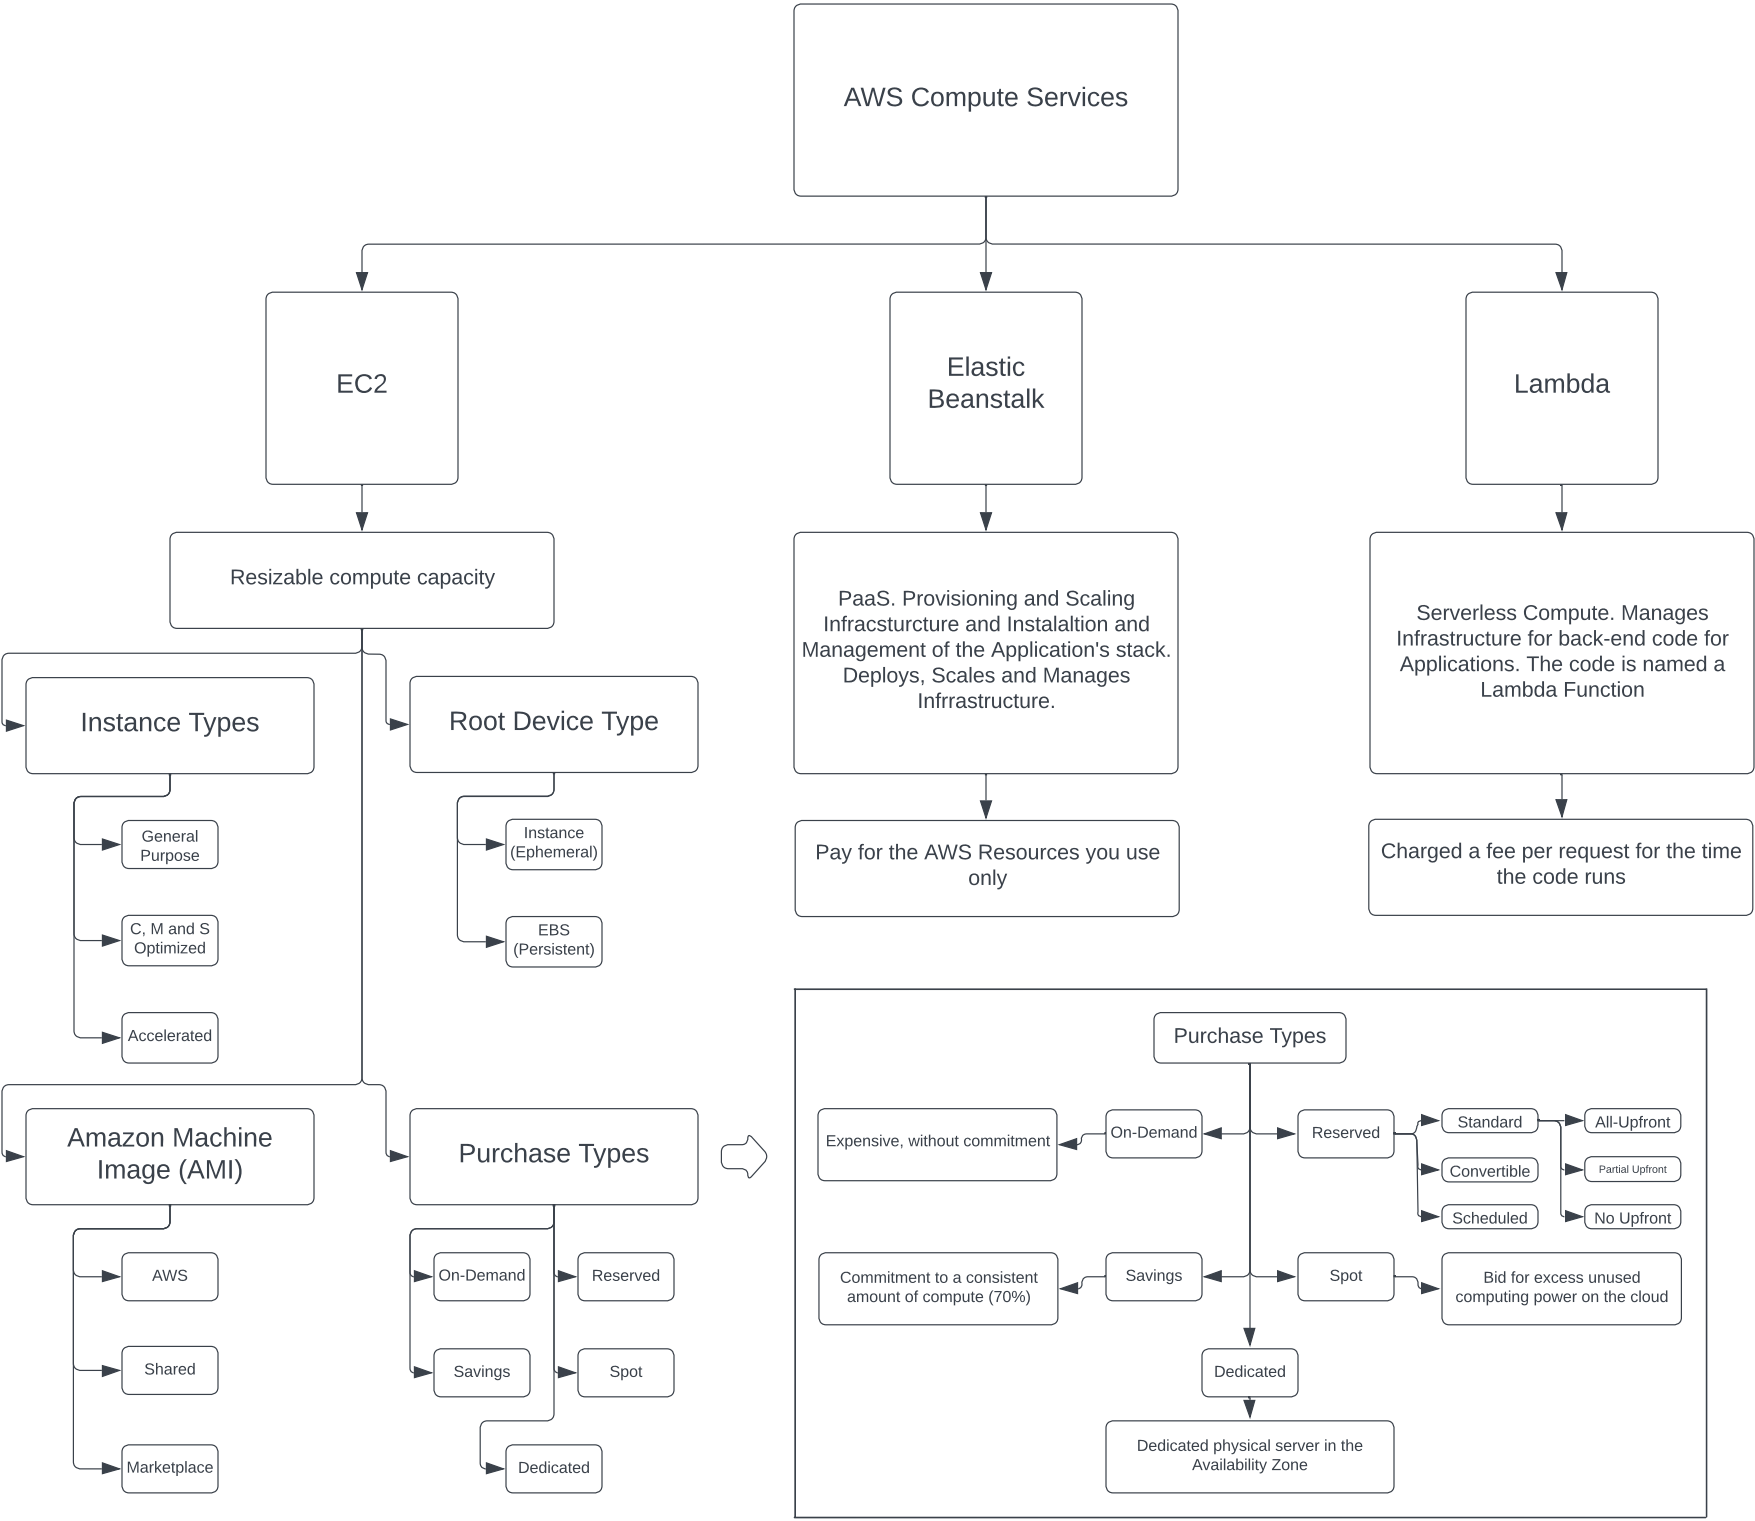 AWS Compute Services
EC2
Elastic
Beanstalk
Lambda
Resizable compute capacity
PaaS. Provisioning and Scaling
Infracsturcture and Instalaltion and
Management of the Application's stack.
Deploys, Scales and Manages
Infrrastructure.
Serverless Compute. Manages
Infrastructure for back-end code for
Applications. The code is named a
Lambda Function
Instance Types
Root Device Type
General
Purpose
C, M and S
Optimized
Accelerated
Instance
(Ephemeral)
EBS
(Persistent)
Pay for the AWS Resources you use
only
Charged a fee per request for the time
the code runs
Amazon Machine
Image (AMI)
AWS
Shared
Marketplace
Purchase Types
On-Demand
Reserved
Savings
Spot
Dedicated
Purchase Types
Expensive, without commitment
On-Demand
Reserved
Standard
All-Upfront
Convertible
Partial Upfront
Scheduled
No Upfront
Commitment to a consistent
amount of compute (70%)
Savings
Spot
Bid for excess unused
computing power on the cloud
Dedicated
Dedicated physical server in the
Availability Zone